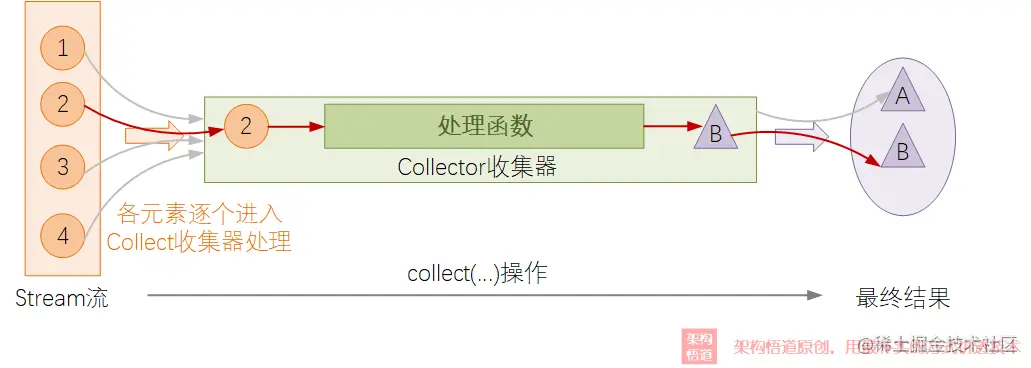 1
2
3
4
2
处理函数
B
Collector收集器
A
B
各元素逐个进入
Collect收集器处理
collect(...)操作
Stream流
最终结果
架构
悟道
架构悟道原创，用
@稀土掘金技术社区